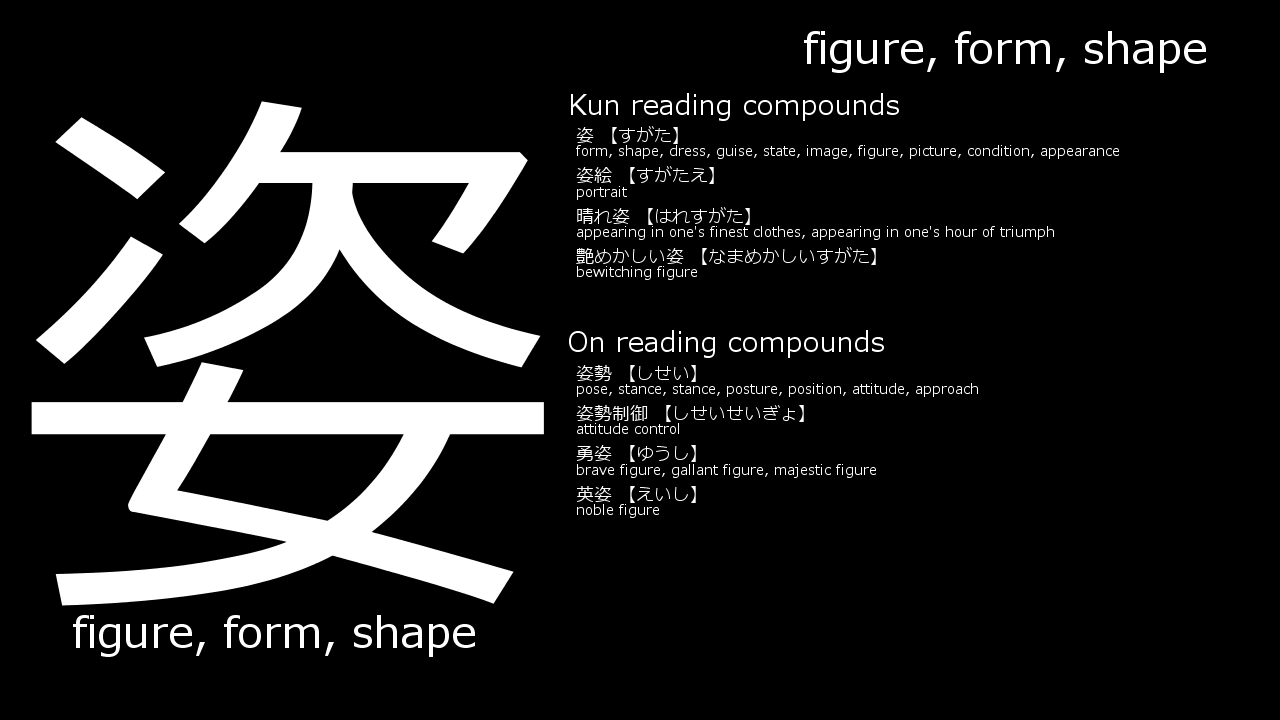 姿
figure, form, shape
figure, form, shape
Kun reading compounds
姿 【すがた】
form, shape, dress, guise, state, image, figure, picture, condition, appearance
姿絵 【すがたえ】
portrait
晴れ姿 【はれすがた】
appearing in one's finest clothes, appearing in one's hour of triumph
艶めかしい姿 【なまめかしいすがた】
bewitching figure
On reading compounds
姿勢 【しせい】
pose, stance, stance, posture, position, attitude, approach
姿勢制御 【しせいせいぎょ】
attitude control
勇姿 【ゆうし】
brave figure, gallant figure, majestic figure
英姿 【えいし】
noble figure